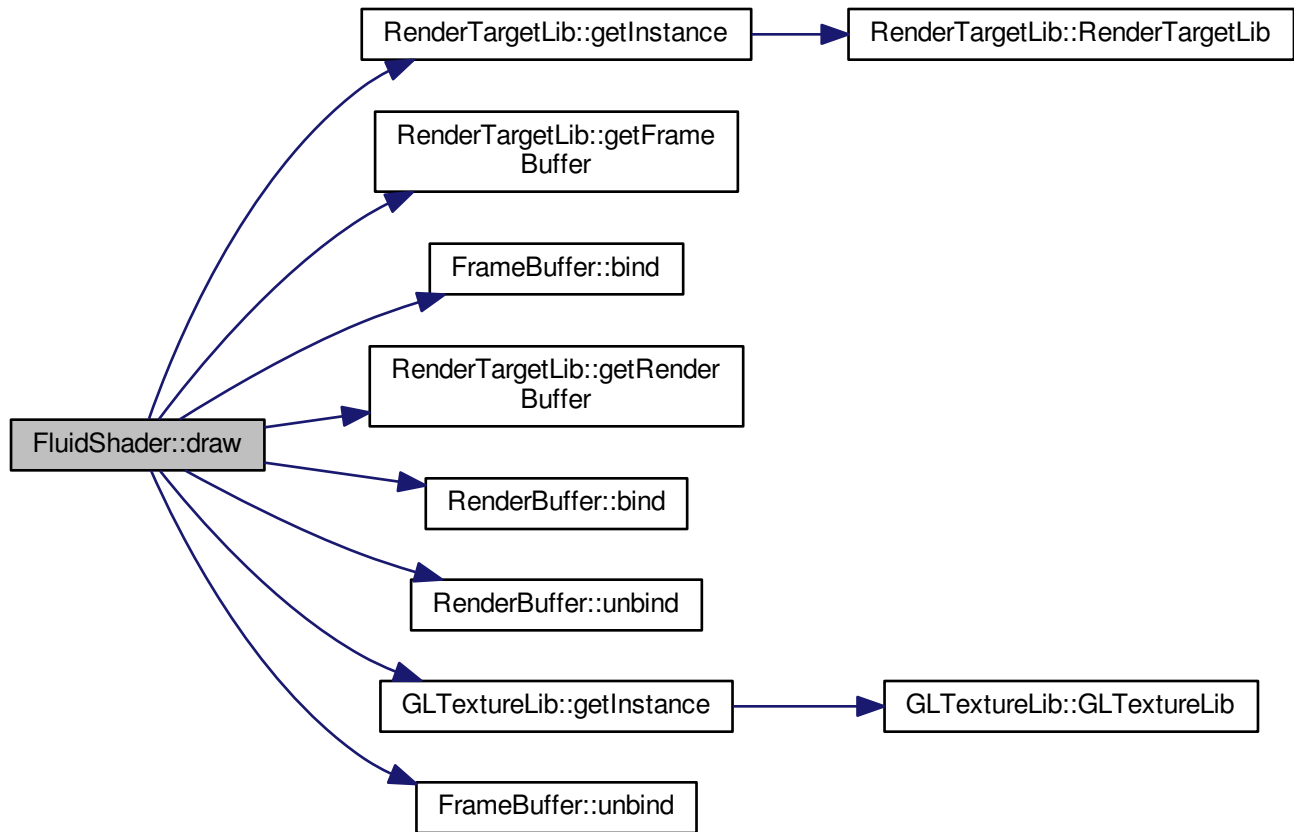 RenderTargetLib::getInstance
RenderTargetLib::RenderTargetLib
RenderTargetLib::getFrame
Buffer
FrameBuffer::bind
RenderTargetLib::getRender
Buffer
FluidShader::draw
RenderBuffer::bind
RenderBuffer::unbind
GLTextureLib::getInstance
GLTextureLib::GLTextureLib
FrameBuffer::unbind